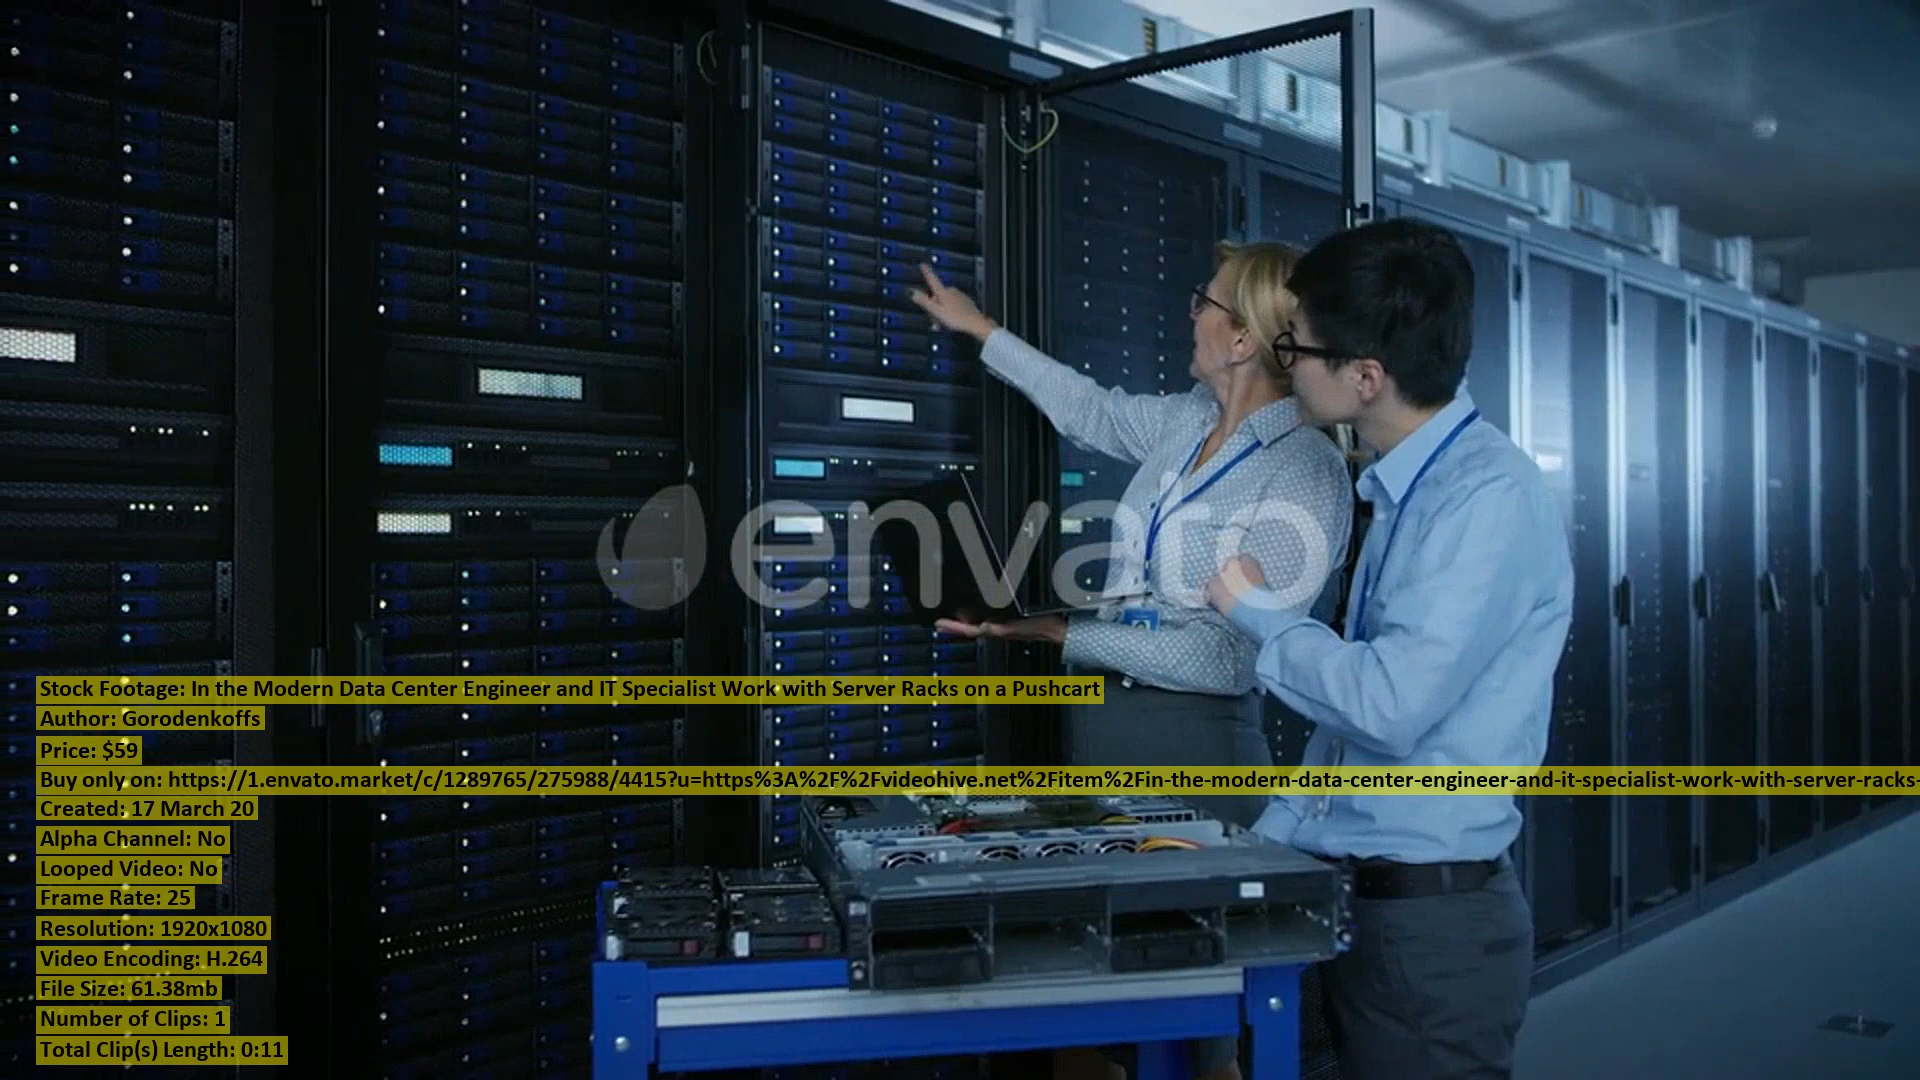 envato
Stock Footage: In the Modern Data Center Engineer and IT Specialist Work with Server Racks on a Pushcart
Author: Gorodenkoffs
Price: $59
Buy only on: https://1.envato.market/c/1289765/275988/4415?u=https%3A%2F%2Fvideohive.net%2Fitem%2Fin-the-modern-data-center-engineer-and-it-specialist-work-with-server-racks-
Created: 17 March 20
Alpha Channel: No
Looped Video: No
Frame Rate: 25
Resolution: 1920x1080
Video Encoding: H.264
File Size: 61.38mb
Number of Clips: 1
Total Clip(s) Length: 0:11